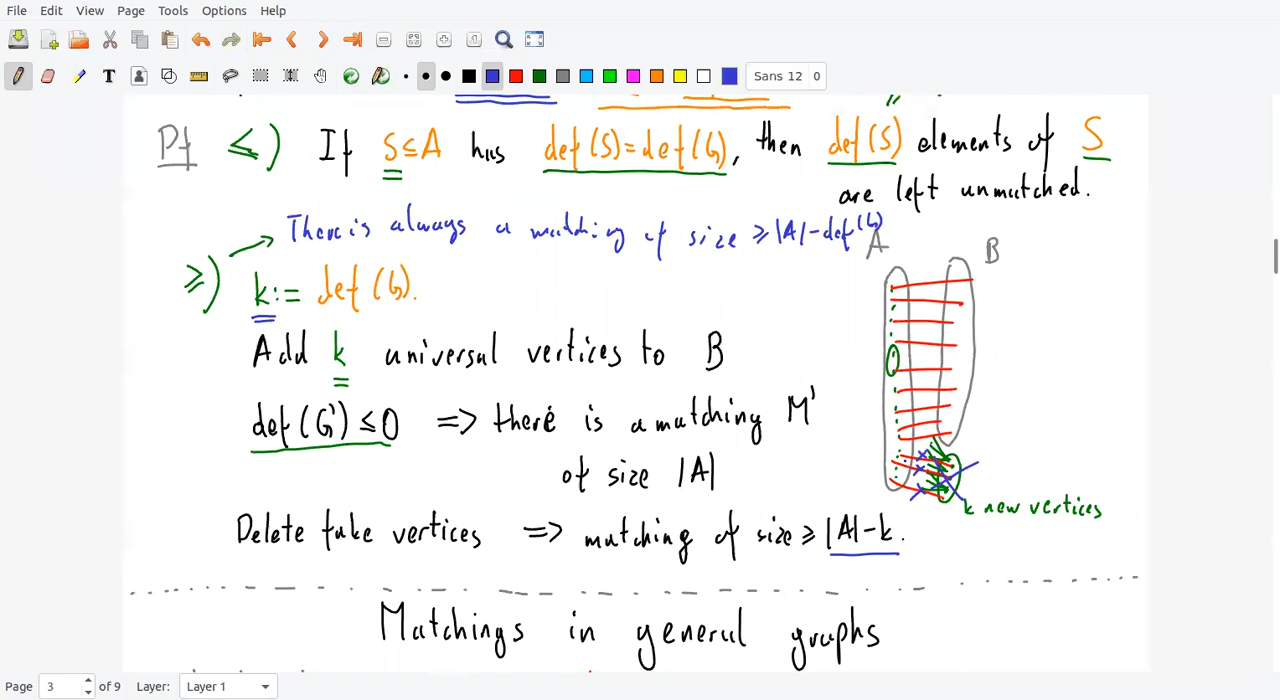 File Edit View Page Tools Options Help
T Sans 12 0
Pf ≤) If S⊆A has def(S)=def(G), then def(S) elements of S
are left unmatched.
There is always a matching of size ≥|A|-def(G)
A B
≥) k:= def(G).
Add k universal vertices to B
def(G')≤0 => there is a matching M'
of size |A|
k new vertices
Delete fake vertices => matching of size ≥ |A|-k.
Matchings in general graphs
Page 3 of 9 Layer: Layer 1